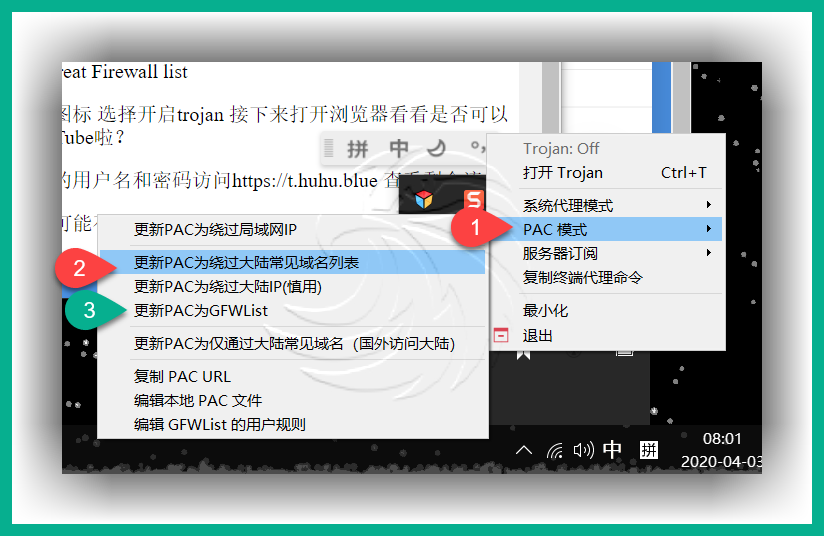 eat Firewall list
图标 选择开启trojan 接下来打开浏览器看看是否可以
Tube啦？
的用户名和密码访问https://t.huhu.blue
拼 中
Trojan: Off
打开 Trojan Ctrl+T
系统代理模式
1
PAC 模式
服务器订阅
复制终端代理命令
最小化
退出
更新PAC为绕过局域网IP
2
更新PAC为绕过大陆常见域名列表
更新PAC为绕过大陆IP(慎用)
3
更新PAC为GFWList
更新PAC为仅通过大陆常见域名（国外访问大陆）
复制 PAC URL
编辑本地 PAC 文件
编辑 GFWList 的用户规则
中 拼
08:01
2020-04-03